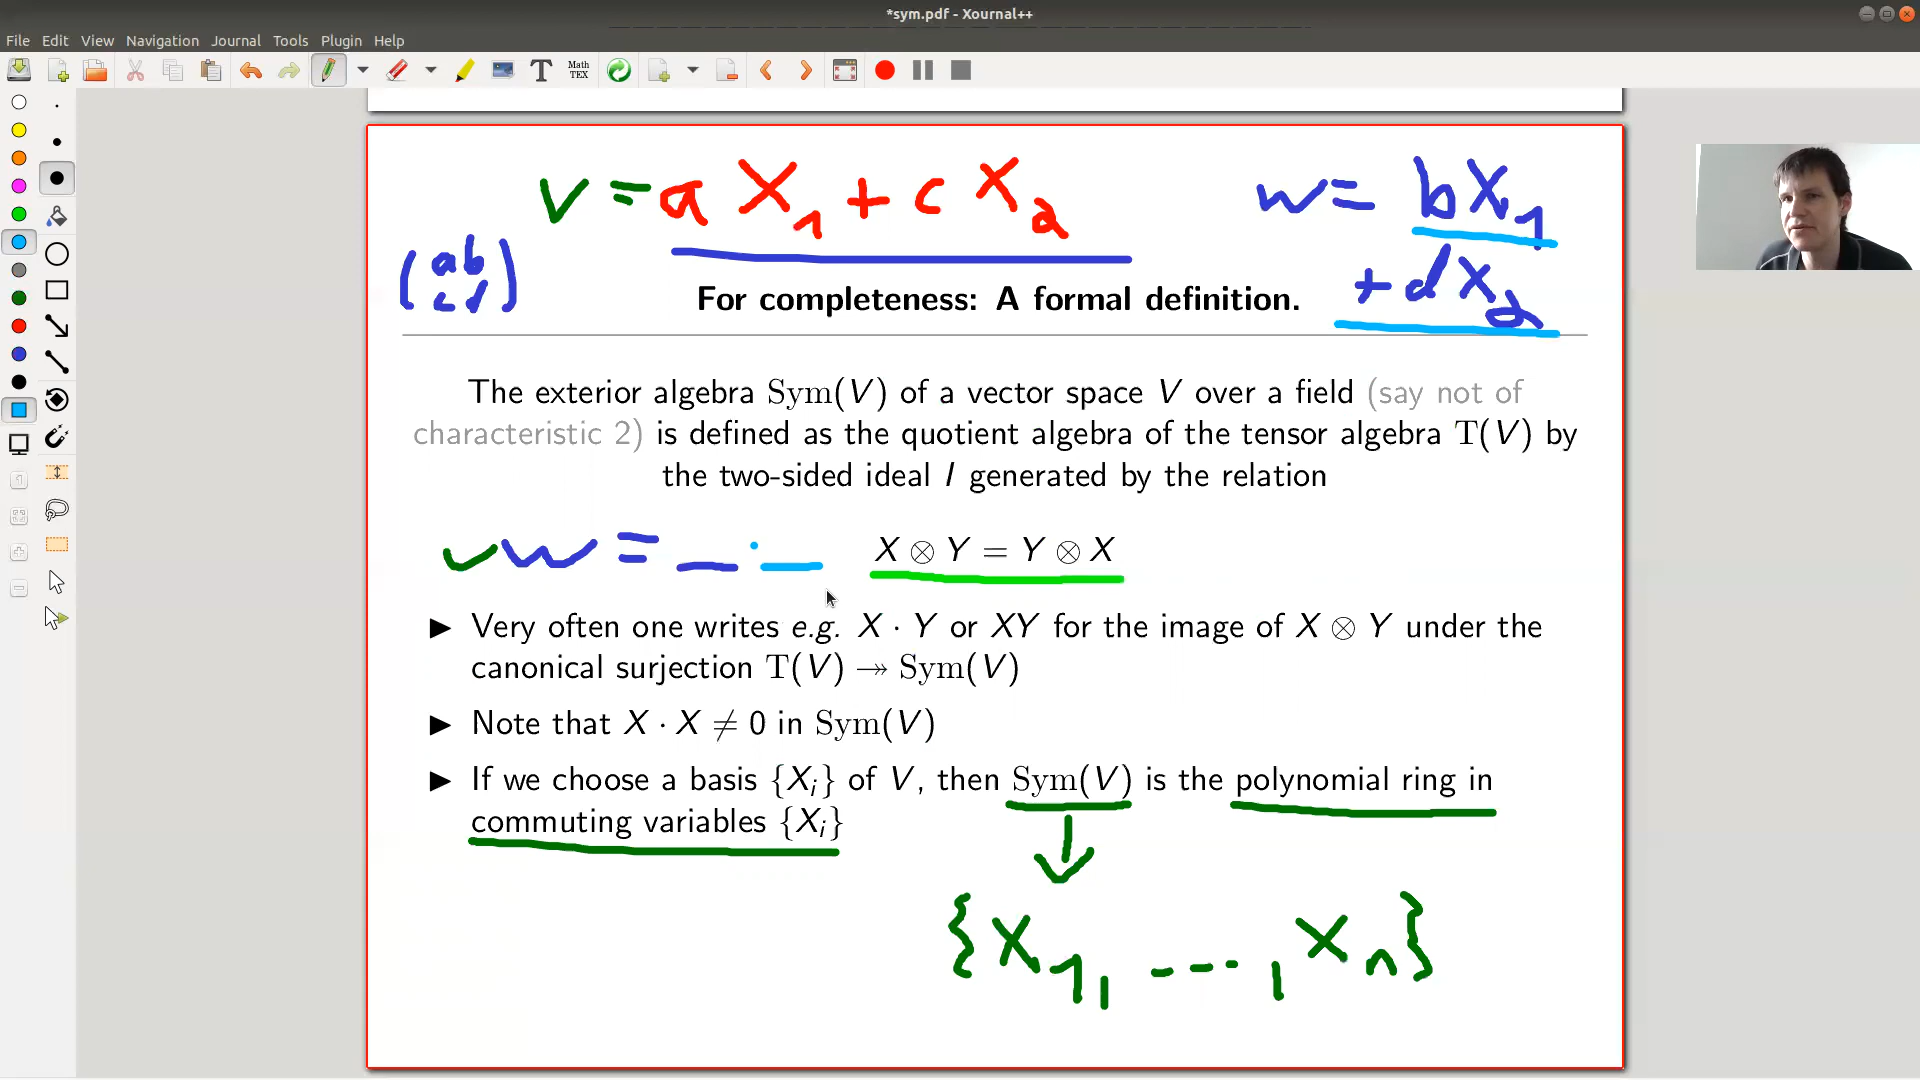 *sym.pdf - Xournal++
File Edit View Navigation Journal Tools Plugin Help
Math
TEX
v = a X₁ + c X₂
w = bX₁
+ dX₂
(a b
c d)
For completeness: A formal definition.
The exterior algebra Sym(V) of a vector space V over a field (say not of
characteristic 2) is defined as the quotient algebra of the tensor algebra T(V) by
the two-sided ideal I generated by the relation
vw = _ · _
X ⊗ Y = Y ⊗ X
▶ Very often one writes e.g. X · Y or XY for the image of X ⊗ Y under the
canonical surjection T(V) ↠ Sym(V)
▶ Note that X · X ≠ 0 in Sym(V)
▶ If we choose a basis {Xᵢ} of V, then Sym(V) is the polynomial ring in
commuting variables {Xᵢ}
{X₁, ----, Xₙ}